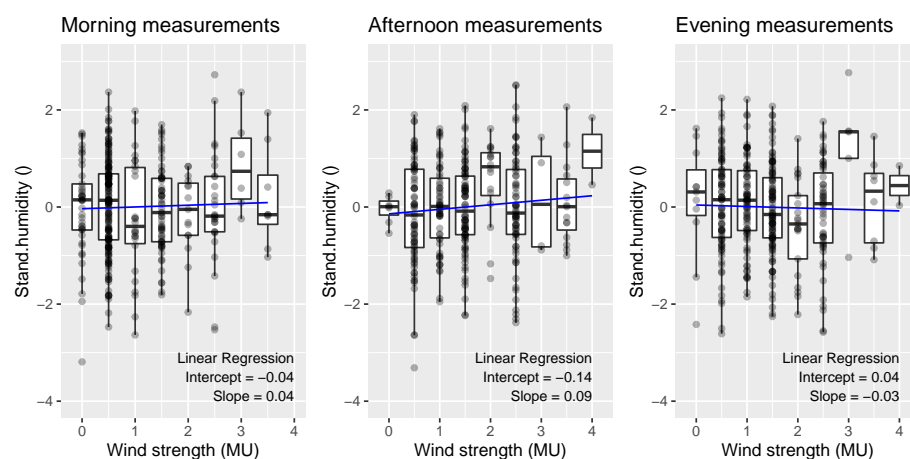 Morning measurements
Stand.humidity ()
2
0
−2
−4
Linear Regression
Intercept = −0.04
Slope = 0.04
0 1 2 3 4
Wind strength (MU)
Afternoon measurements
Stand.humidity ()
2
0
−2
−4
Linear Regression
Intercept = −0.14
Slope = 0.09
0 1 2 3 4
Wind strength (MU)
Evening measurements
Stand.humidity ()
2
0
−2
−4
Linear Regression
Intercept = 0.04
Slope = −0.03
0 1 2 3 4
Wind strength (MU)